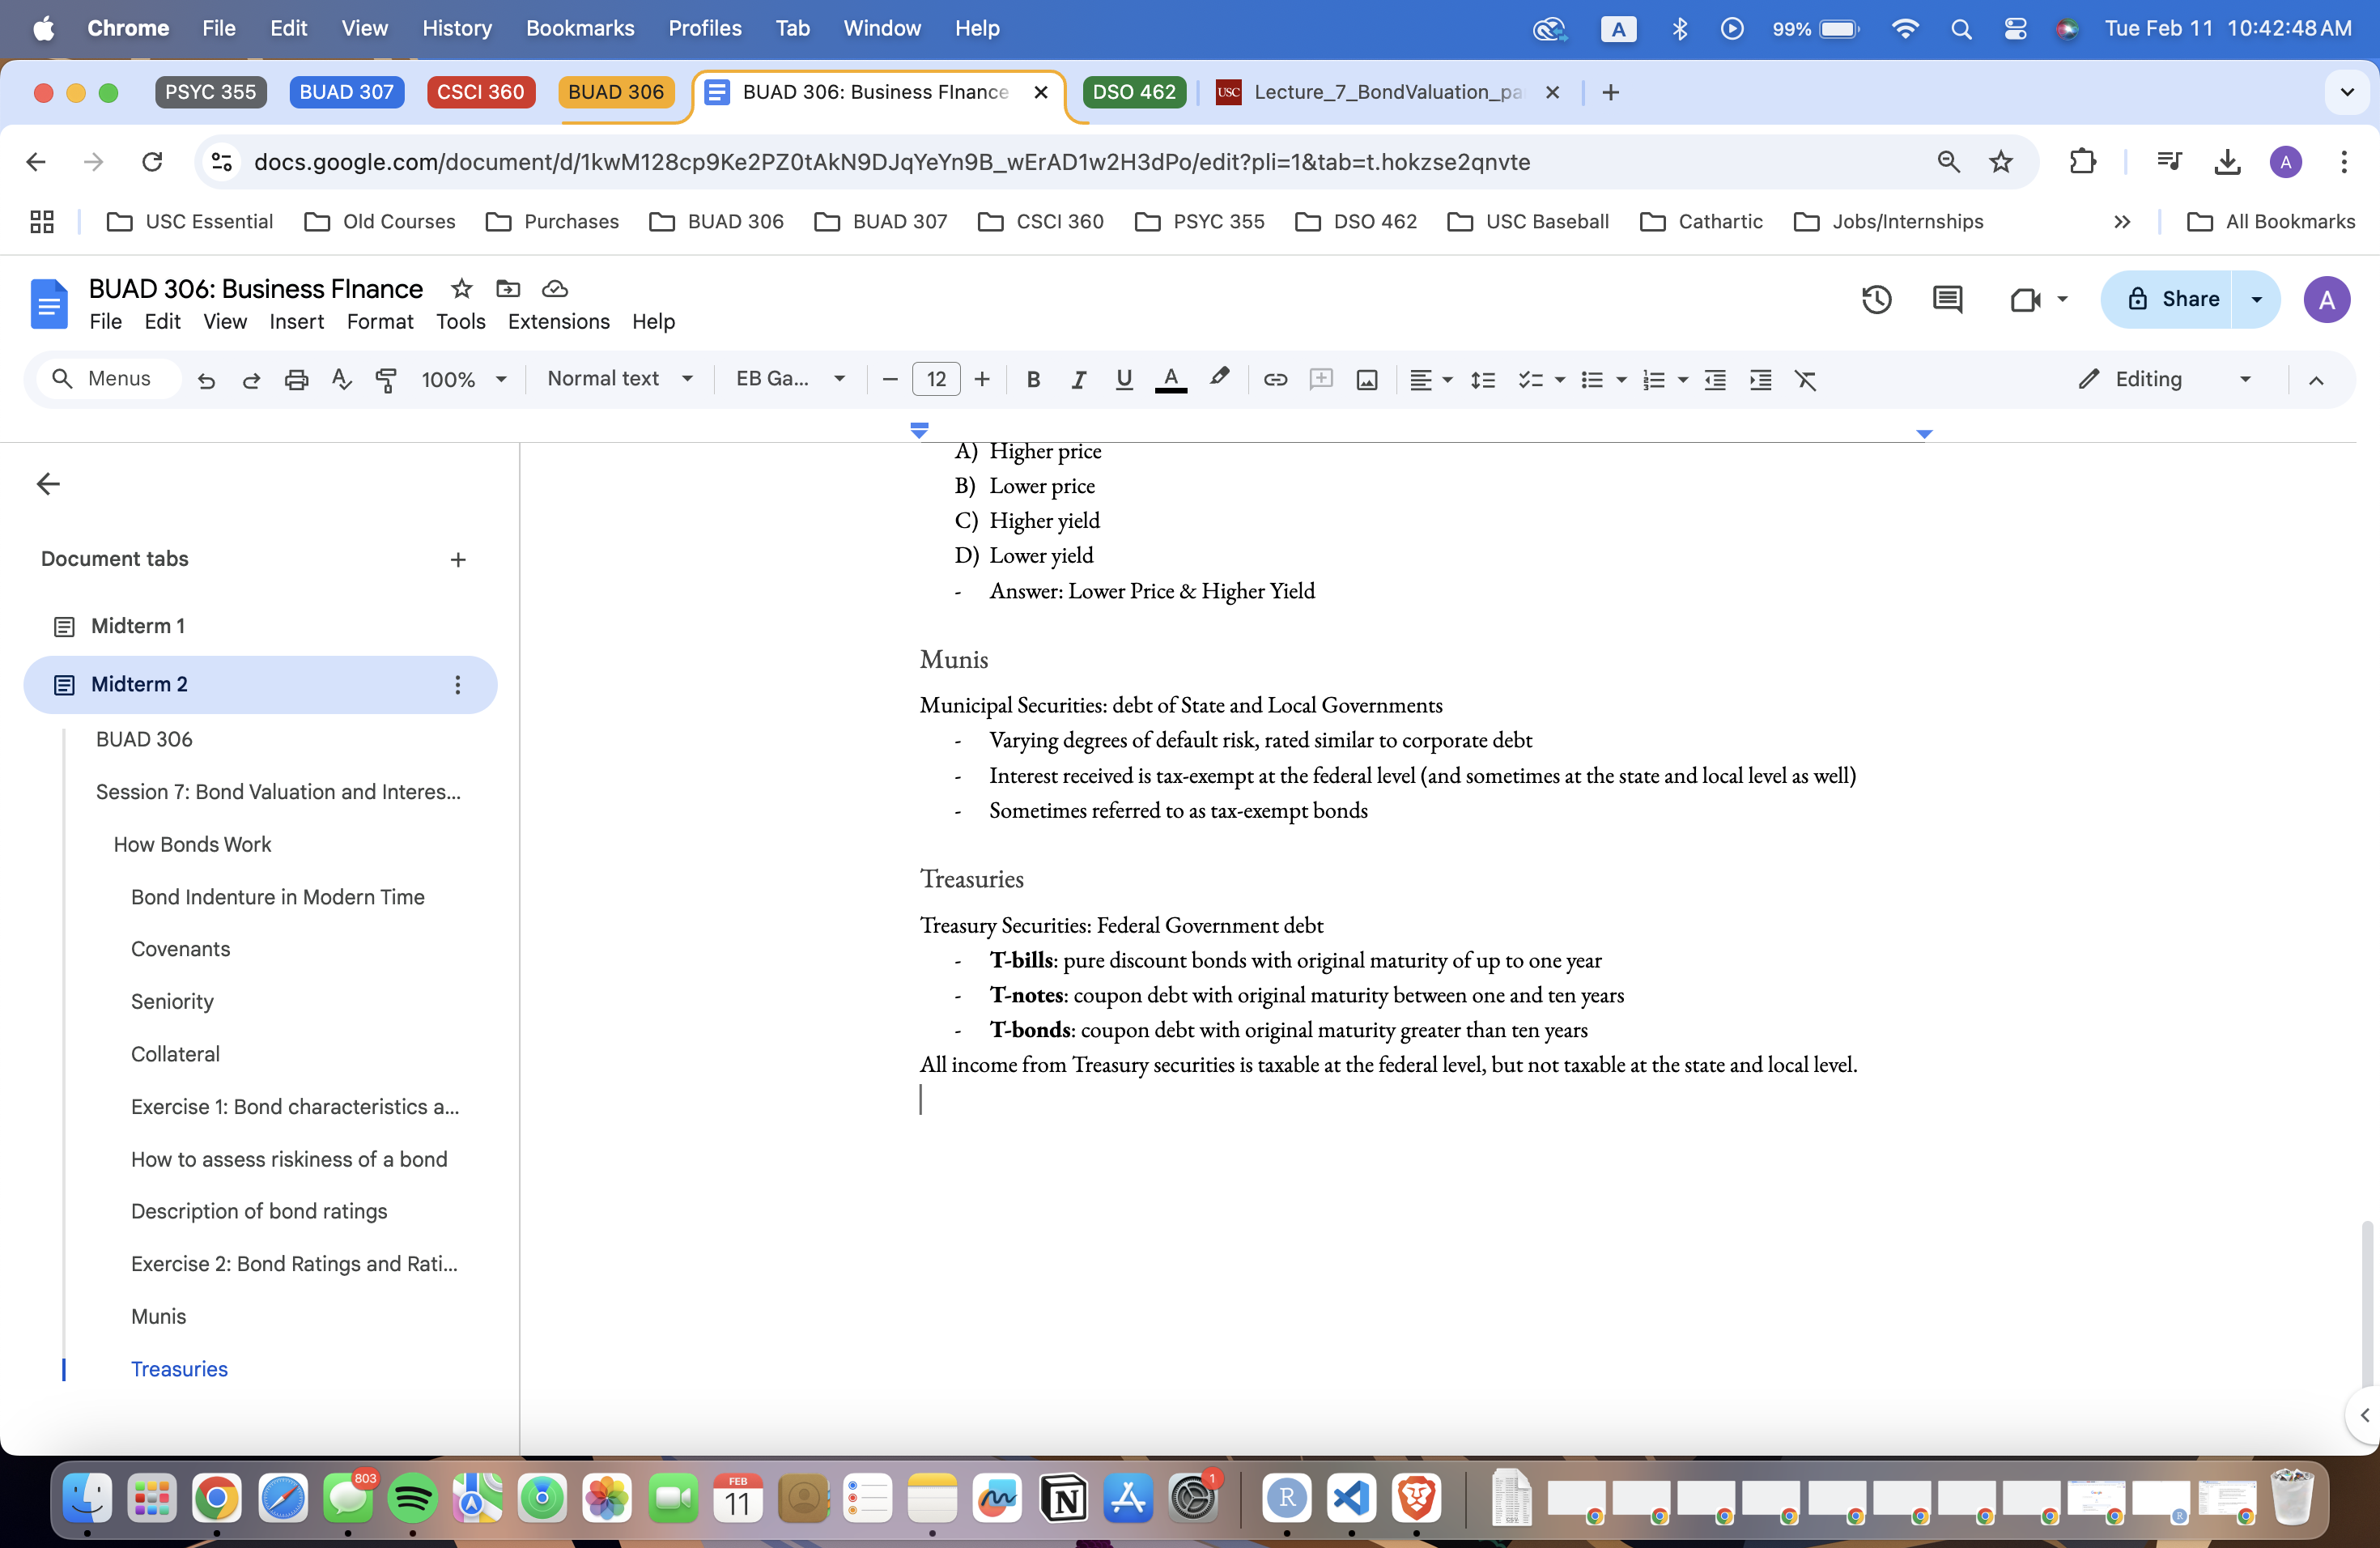 Chrome File Edit View History Bookmarks Profiles Tab Window Help A 99% Tue Feb 11 10:42:48 AM
PSYC 355 BUAD 307 CSCI 360 BUAD 306 BUAD 306: Business FInance DSO 462 USC Lecture_7_BondValuation_pa
docs.google.com/document/d/1kwM128cp9Ke2PZ0tAkN9DJqYeYn9B_wErAD1w2H3dPo/edit?pli=1&tab=t.hokzse2qnvte A
USC Essential Old Courses Purchases BUAD 306 BUAD 307 CSCI 360 PSYC 355 DSO 462 USC Baseball Cathartic Jobs/Internships All Bookmarks
BUAD 306: Business FInance
File Edit View Insert Format Tools Extensions Help
Share A
Menus 100% Normal text EB Ga... 12 B I U A Editing
Document tabs
Midterm 1
Midterm 2
BUAD 306
Session 7: Bond Valuation and Interes...
How Bonds Work
Bond Indenture in Modern Time
Covenants
Seniority
Collateral
Exercise 1: Bond characteristics a...
How to assess riskiness of a bond
Description of bond ratings
Exercise 2: Bond Ratings and Rati...
Munis
Treasuries
A) Higher price
B) Lower price
C) Higher yield
D) Lower yield
- Answer: Lower Price & Higher Yield
Munis
Municipal Securities: debt of State and Local Governments
- Varying degrees of default risk, rated similar to corporate debt
- Interest received is tax-exempt at the federal level (and sometimes at the state and local level as well)
- Sometimes referred to as tax-exempt bonds
Treasuries
Treasury Securities: Federal Government debt
- T-bills: pure discount bonds with original maturity of up to one year
- T-notes: coupon debt with original maturity between one and ten years
- T-bonds: coupon debt with original maturity greater than ten years
All income from Treasury securities is taxable at the federal level, but not taxable at the state and local level.
803 FEB 11 1 R